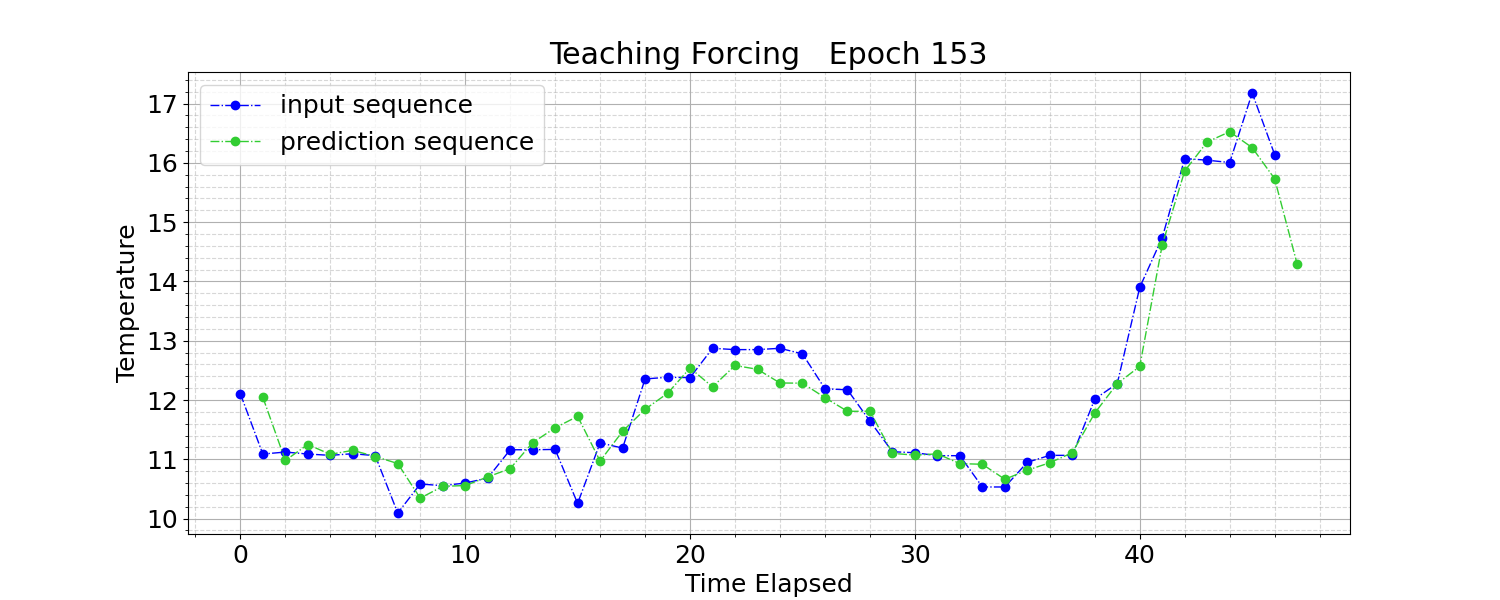 Teaching Forcing   Epoch 153
input sequence
prediction sequence
Temperature
17
16
15
14
13
12
11
10
0 10 20 30 40
Time Elapsed